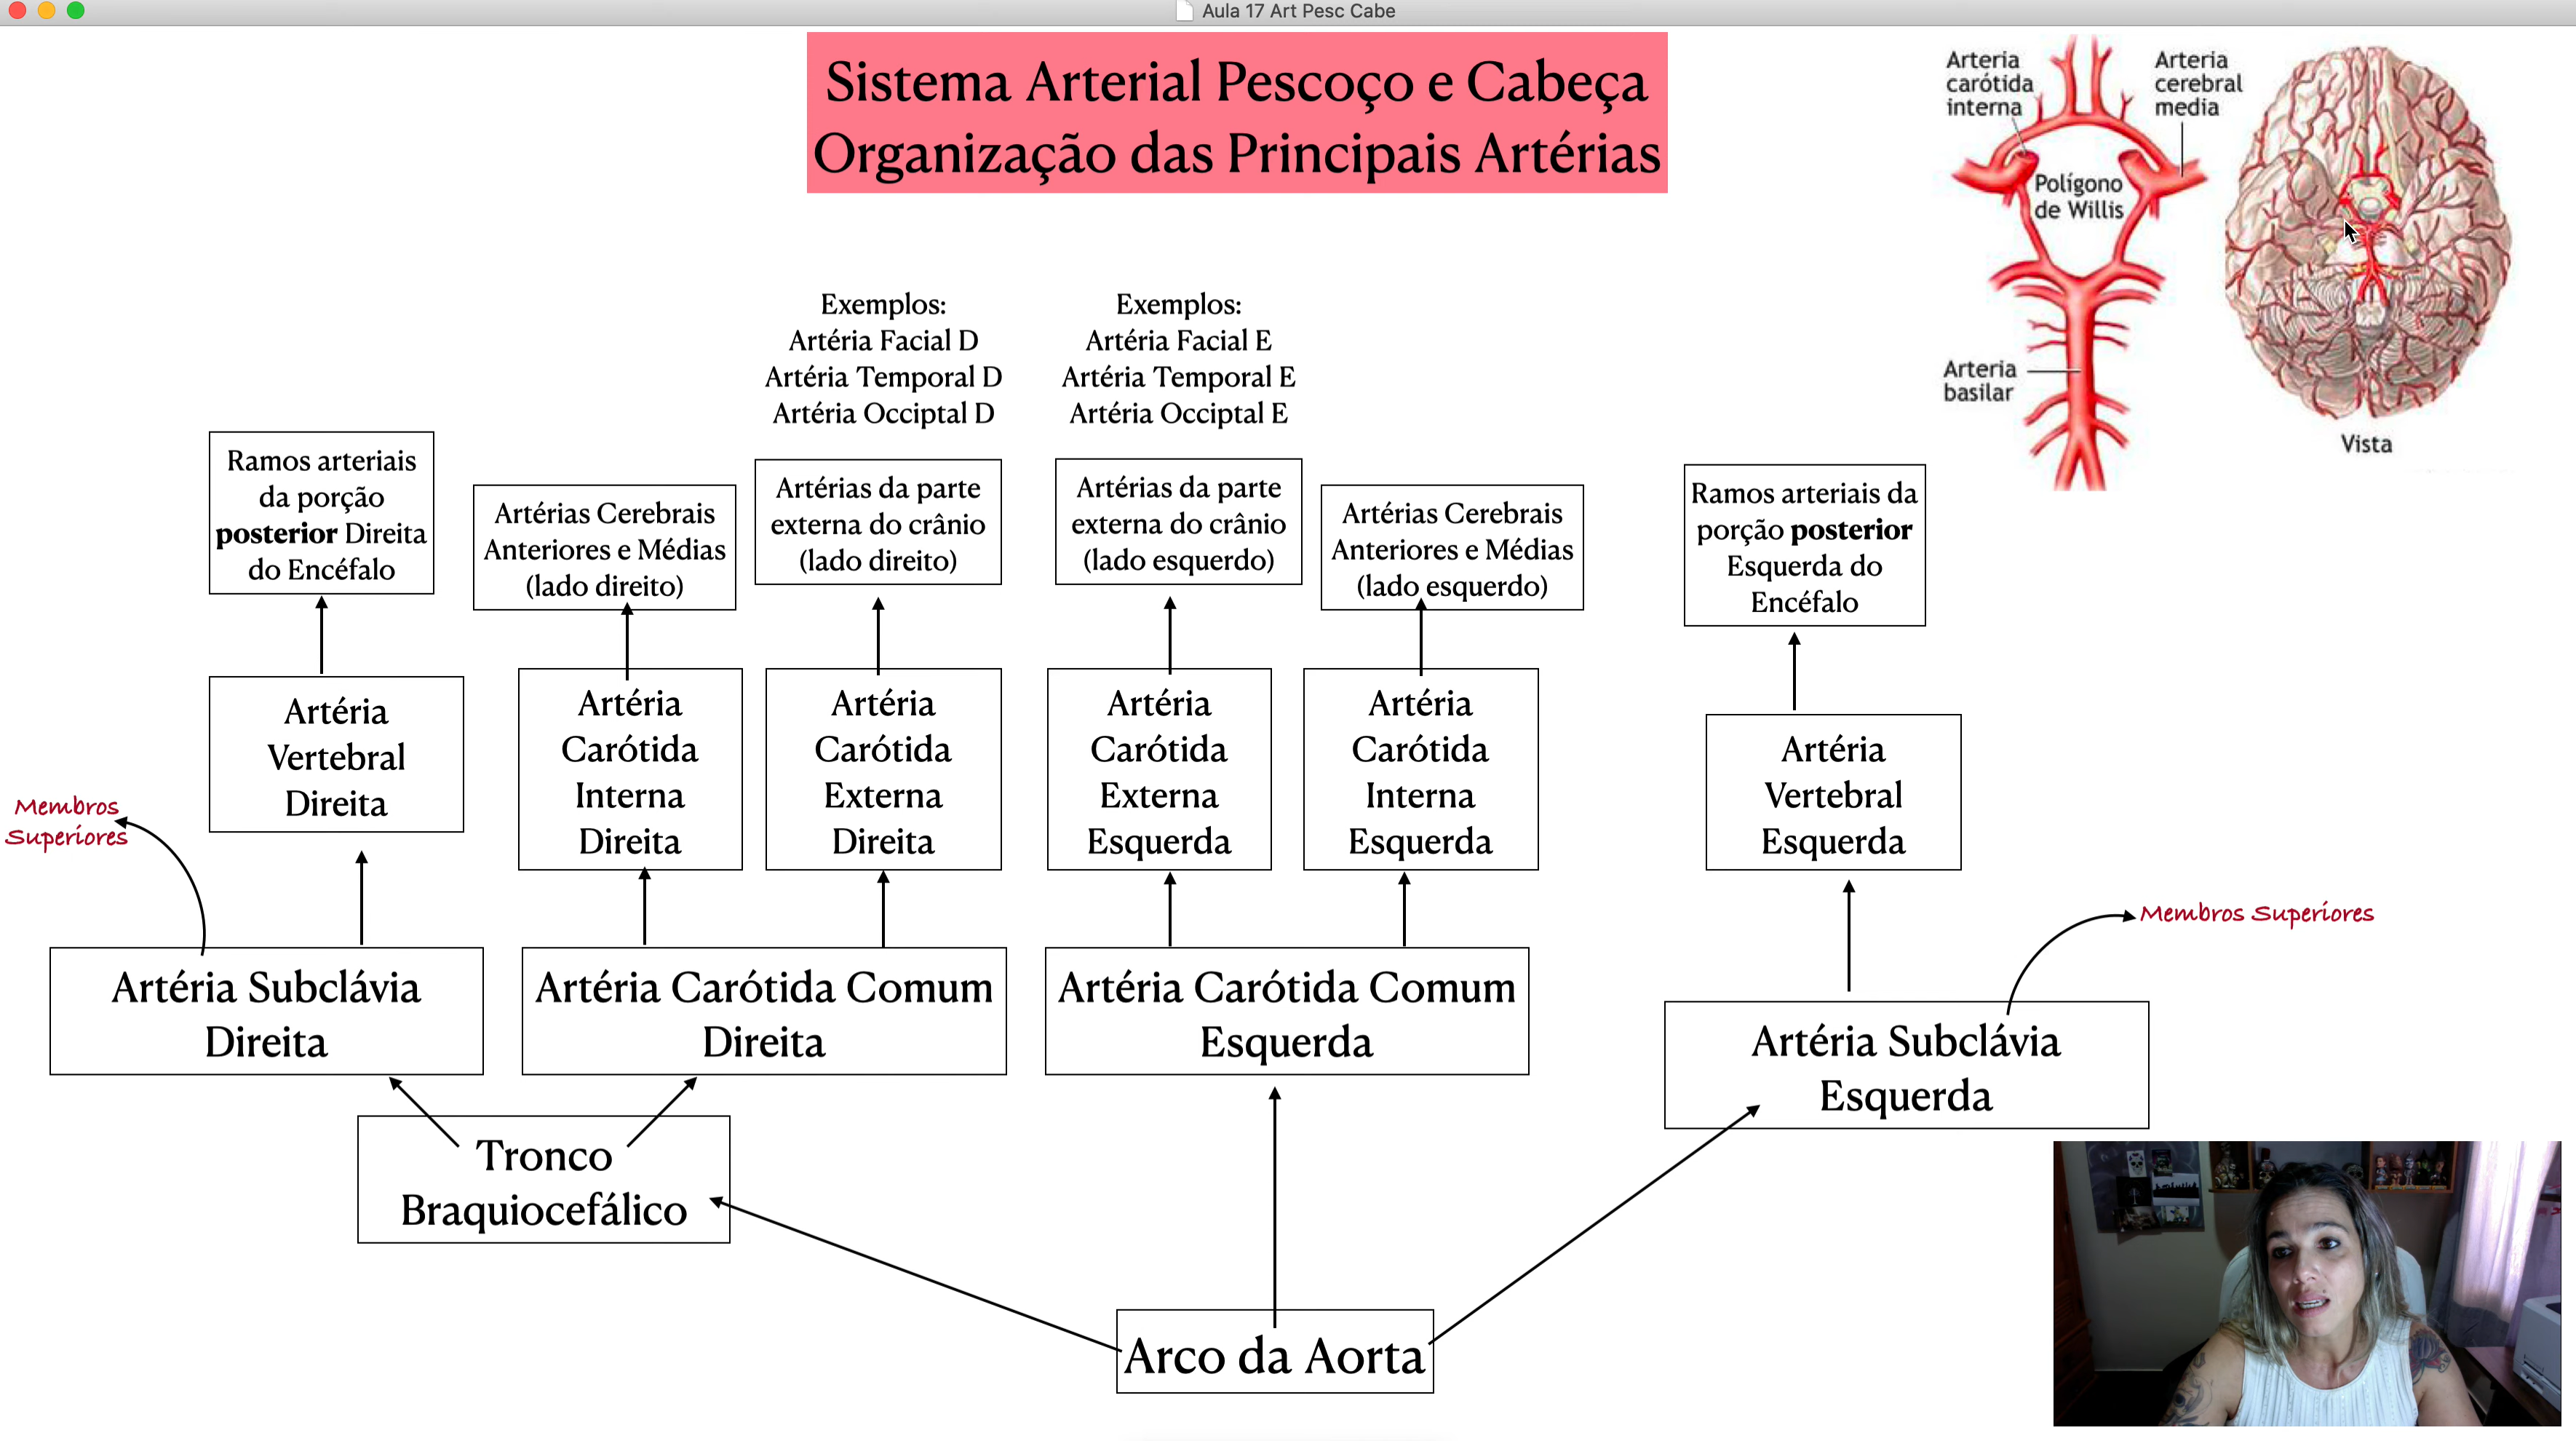 Aula 17 Art Pesc Cabe
Sistema Arterial Pescoço e Cabeça
Organização das Principais Artérias
Arteria
carótida
interna
Arteria
cerebral
media
Polígono
de Willis
Arteria
basilar
Vista
Exemplos:
Artéria Facial D
Artéria Temporal D
Artéria Occiptal D
Exemplos:
Artéria Facial E
Artéria Temporal E
Artéria Occiptal E
Ramos arteriais
da porção
posterior Direita
do Encéfalo
Artérias Cerebrais
Anteriores e Médias
(lado direito)
Artérias da parte
externa do crânio
(lado direito)
Artérias da parte
externa do crânio
(lado esquerdo)
Artérias Cerebrais
Anteriores e Médias
(lado esquerdo)
Ramos arteriais da
porção posterior
Esquerda do
Encéfalo
Artéria
Vertebral
Direita
Artéria
Carótida
Interna
Direita
Artéria
Carótida
Externa
Direita
Artéria
Carótida
Externa
Esquerda
Artéria
Carótida
Interna
Esquerda
Artéria
Vertebral
Esquerda
Membros
Superiores
Membros Superiores
Artéria Subclávia
Direita
Artéria Carótida Comum
Direita
Artéria Carótida Comum
Esquerda
Artéria Subclávia
Esquerda
Tronco
Braquiocefálico
Arco da Aorta